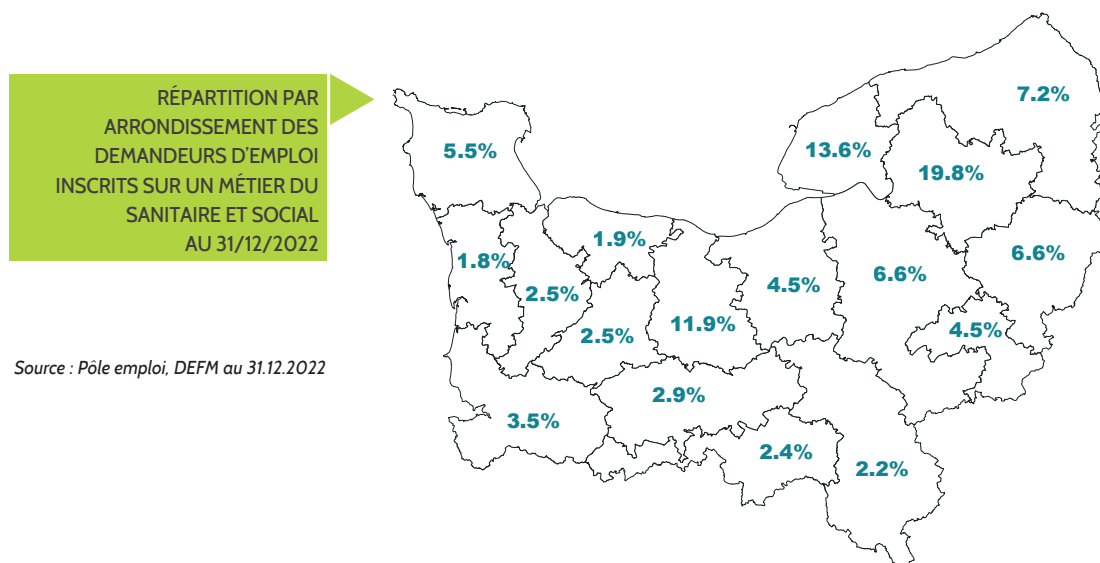 RÉPARTITION PAR
ARRONDISSEMENT DES
DEMANDEURS D'EMPLOI
INSCRITS SUR UN MÉTIER DU
SANITAIRE ET SOCIAL
AU 31/12/2022
Source : Pôle emploi, DEFM au 31.12.2022
7.2%
5.5%
13.6%
19.8%
1.9%
1.8%
6.6%
6.6%
2.5%
4.5%
11.9%
2.5%
4.5%
2.9%
3.5%
2.4%
2.2%